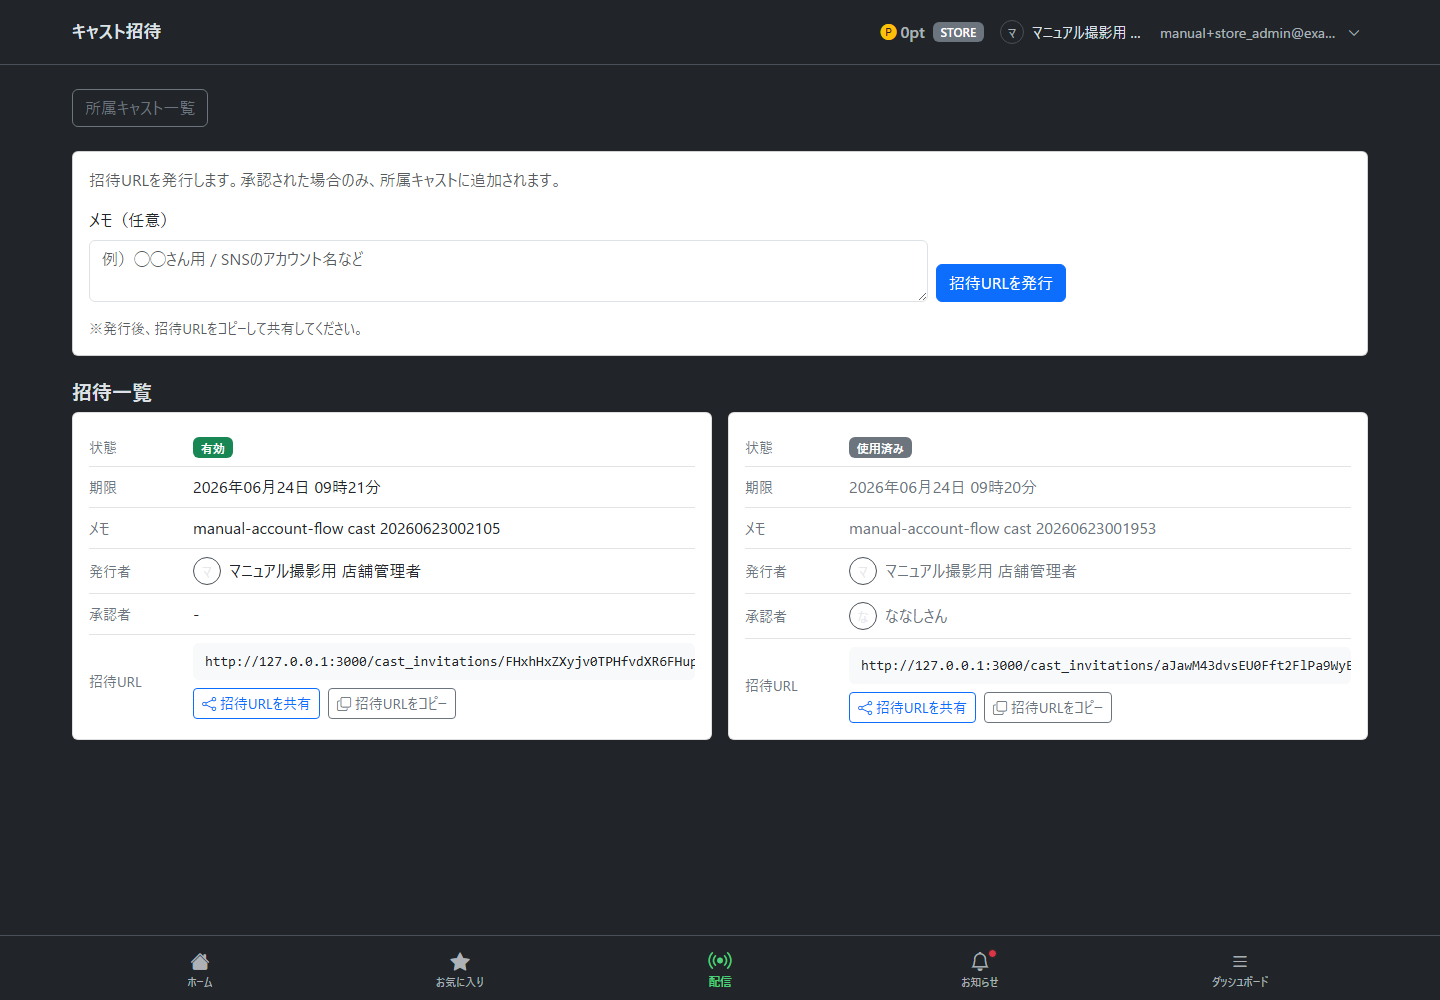 キャスト招待
P 0pt STORE マ マニュアル撮影用 ... manual+store_admin@exa...
所属キャスト一覧
招待URLを発行します。承認された場合のみ、所属キャストに追加されます。
メモ（任意）
例）◯◯さん用 / SNSのアカウント名など
招待URLを発行
※発行後、招待URLをコピーして共有してください。
招待一覧
状態 有効
期限 2026年06月24日 09時21分
メモ manual-account-flow cast 20260623002105
発行者 マ マニュアル撮影用 店舗管理者
承認者 -
招待URL http://127.0.0.1:3000/cast_invitations/FHxhHxZXyjv0TPHfvdXR6FHup
招待URLを共有 招待URLをコピー
状態 使用済み
期限 2026年06月24日 09時20分
メモ manual-account-flow cast 20260623001953
発行者 マ マニュアル撮影用 店舗管理者
承認者 な ななしさん
招待URL http://127.0.0.1:3000/cast_invitations/aJawM43dvsEU0Fft2FlPa9WyE
招待URLを共有 招待URLをコピー
ホーム お気に入り 配信 お知らせ ダッシュボード